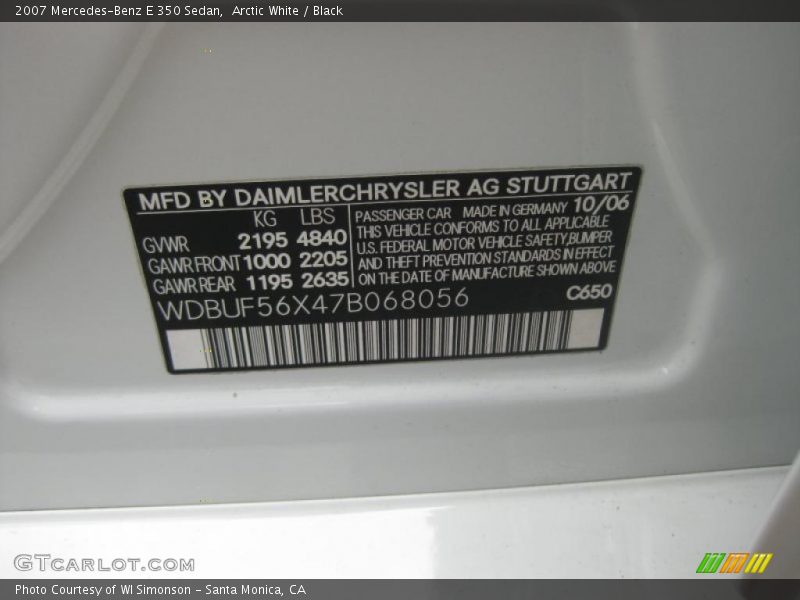 2007 Mercedes-Benz E 350 Sedan, Arctic White / Black
MFD BY DAIMLERCHRYSLER AG STUTTGART
KG LBS
GVWR 2195 4840
GAWR FRONT 1000 2205
GAWR REAR 1195 2635
PASSENGER CAR MADE IN GERMANY 10/06
THIS VEHICLE CONFORMS TO ALL APPLICABLE
U.S. FEDERAL MOTOR VEHICLE SAFETY,BUMPER
AND THEFT PREVENTION STANDARDS IN EFFECT
ON THE DATE OF MANUFACTURE SHOWN ABOVE
WDBUF56X47B068056 C650
GTCARLOT.COM
Photo Courtesy of WI Simonson - Santa Monica, CA